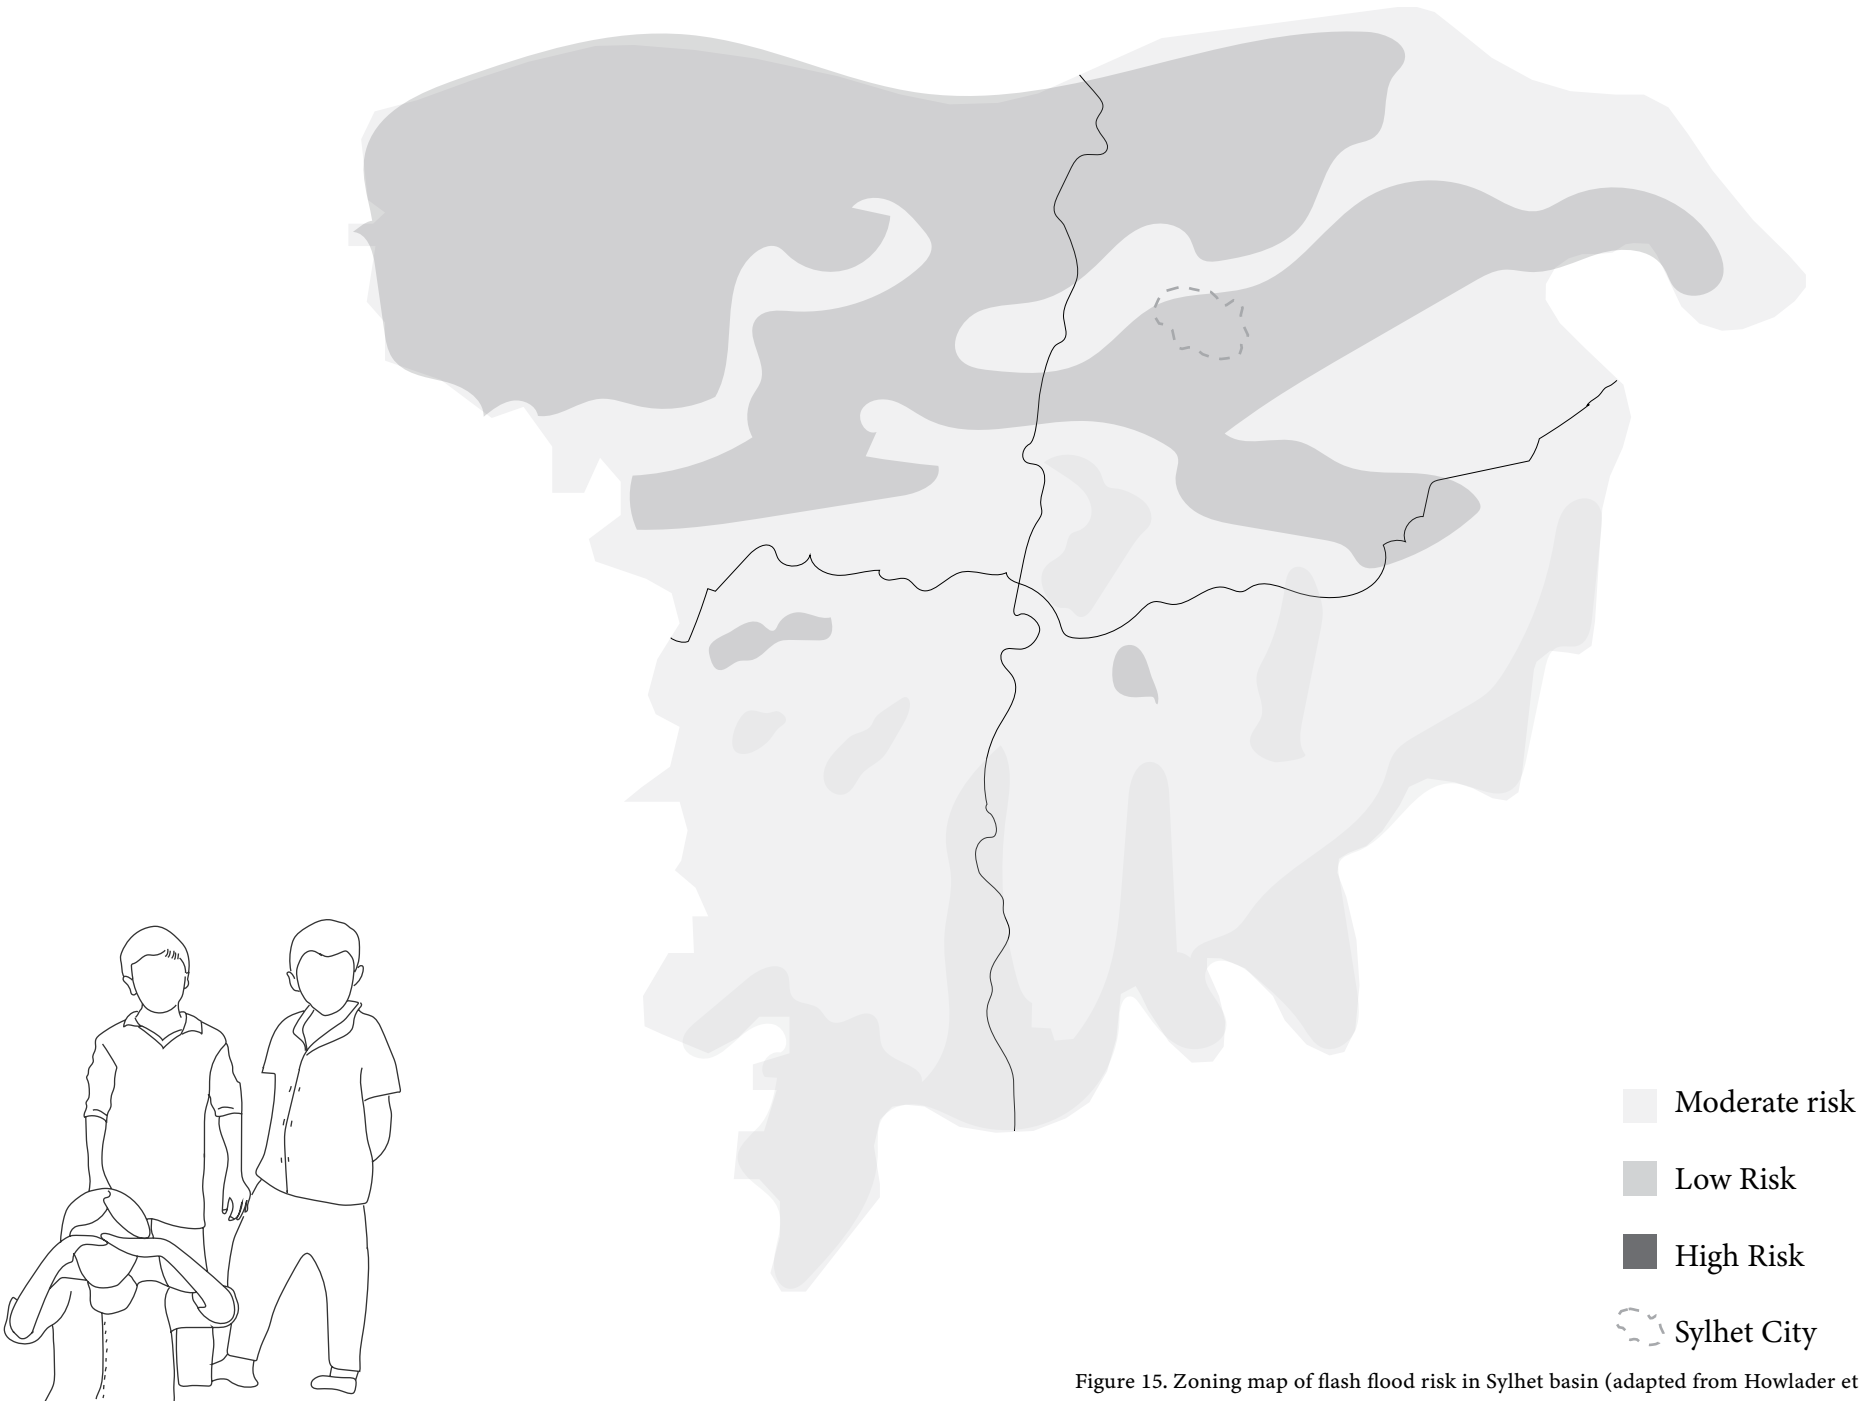 Moderate risk
Low Risk
High Risk
Sylhet City
Figure 15. Zoning map of flash flood risk in Sylhet basin (adapted from Howlader et